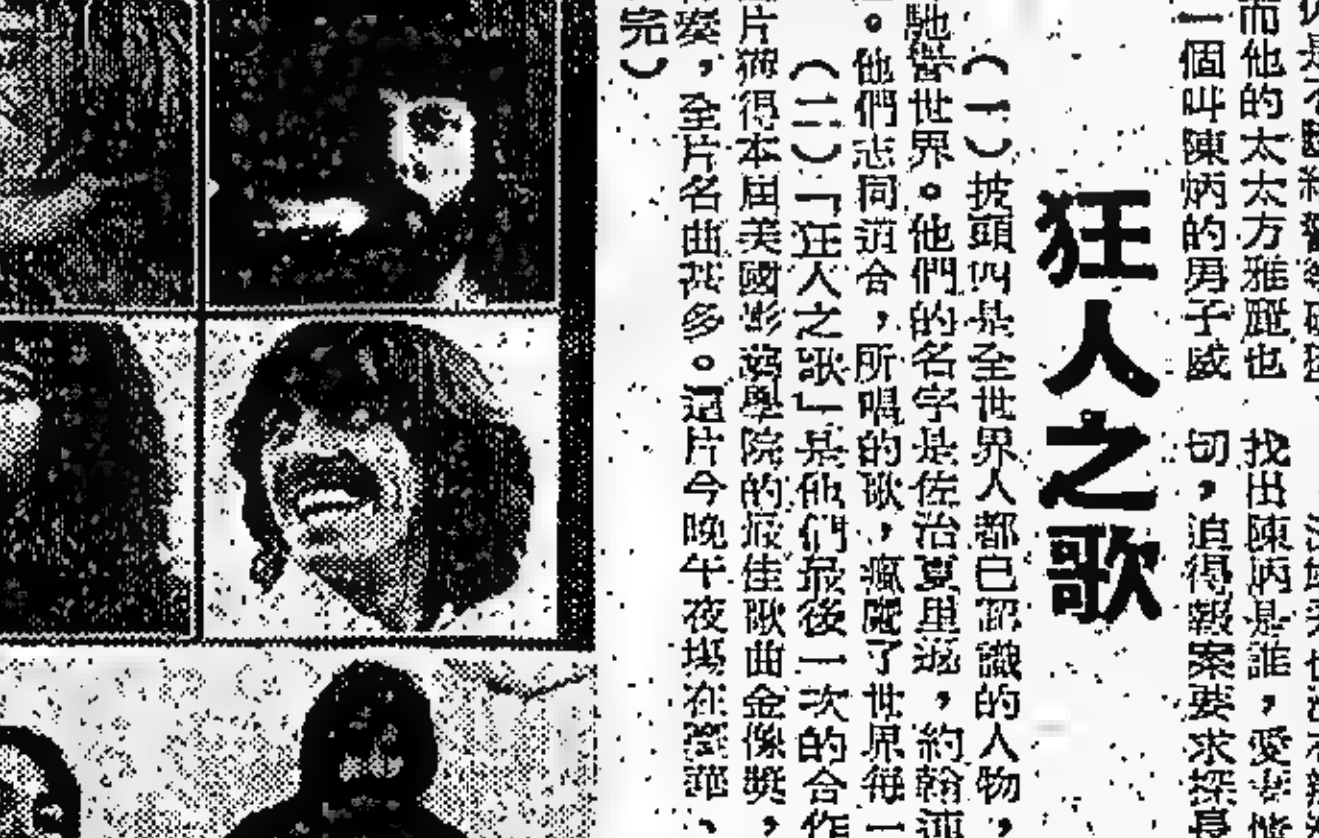 一個叫陳炳的男子威
而他的太太方雅麗也
找出陳炳是誰,愛妻
切,追得報案要求探長
狂人之歌
(一)披頭四是全世界人都已認識的人物,
馳譽世界。他們的名字是佐治夏里遜,約翰連
。他們志同道合,所唱的歌,瘋魔了世界每一
(二)「狂人之歌」是他們最後一次的合作
片獲得本屆美國影藝學院的最佳歌曲金像獎,
奏,全片名曲甚多。這片今晚午夜場在
完)